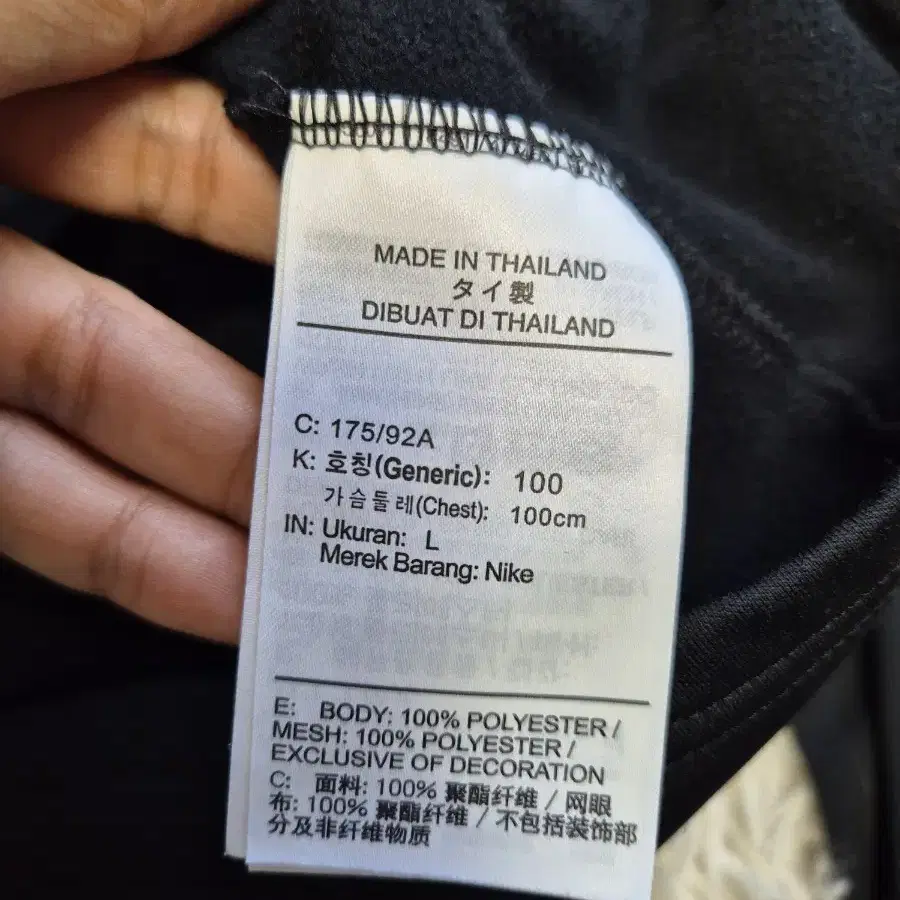 MADE IN THAILAND
タイ製
DIBUAT DI THAILAND
C: 175/92A
K: 호칭(Generic): 100
가슴둘레(Chest): 100cm
IN: Ukuran: L
Merek Barang: Nike
E: BODY: 100% POLYESTER /
MESH: 100% POLYESTER /
EXCLUSIVE OF DECORATION
C: 面料: 100% 聚酯纤维 / 网眼
布: 100% 聚酯纤维 / 不包括装饰部
分及非纤维物质